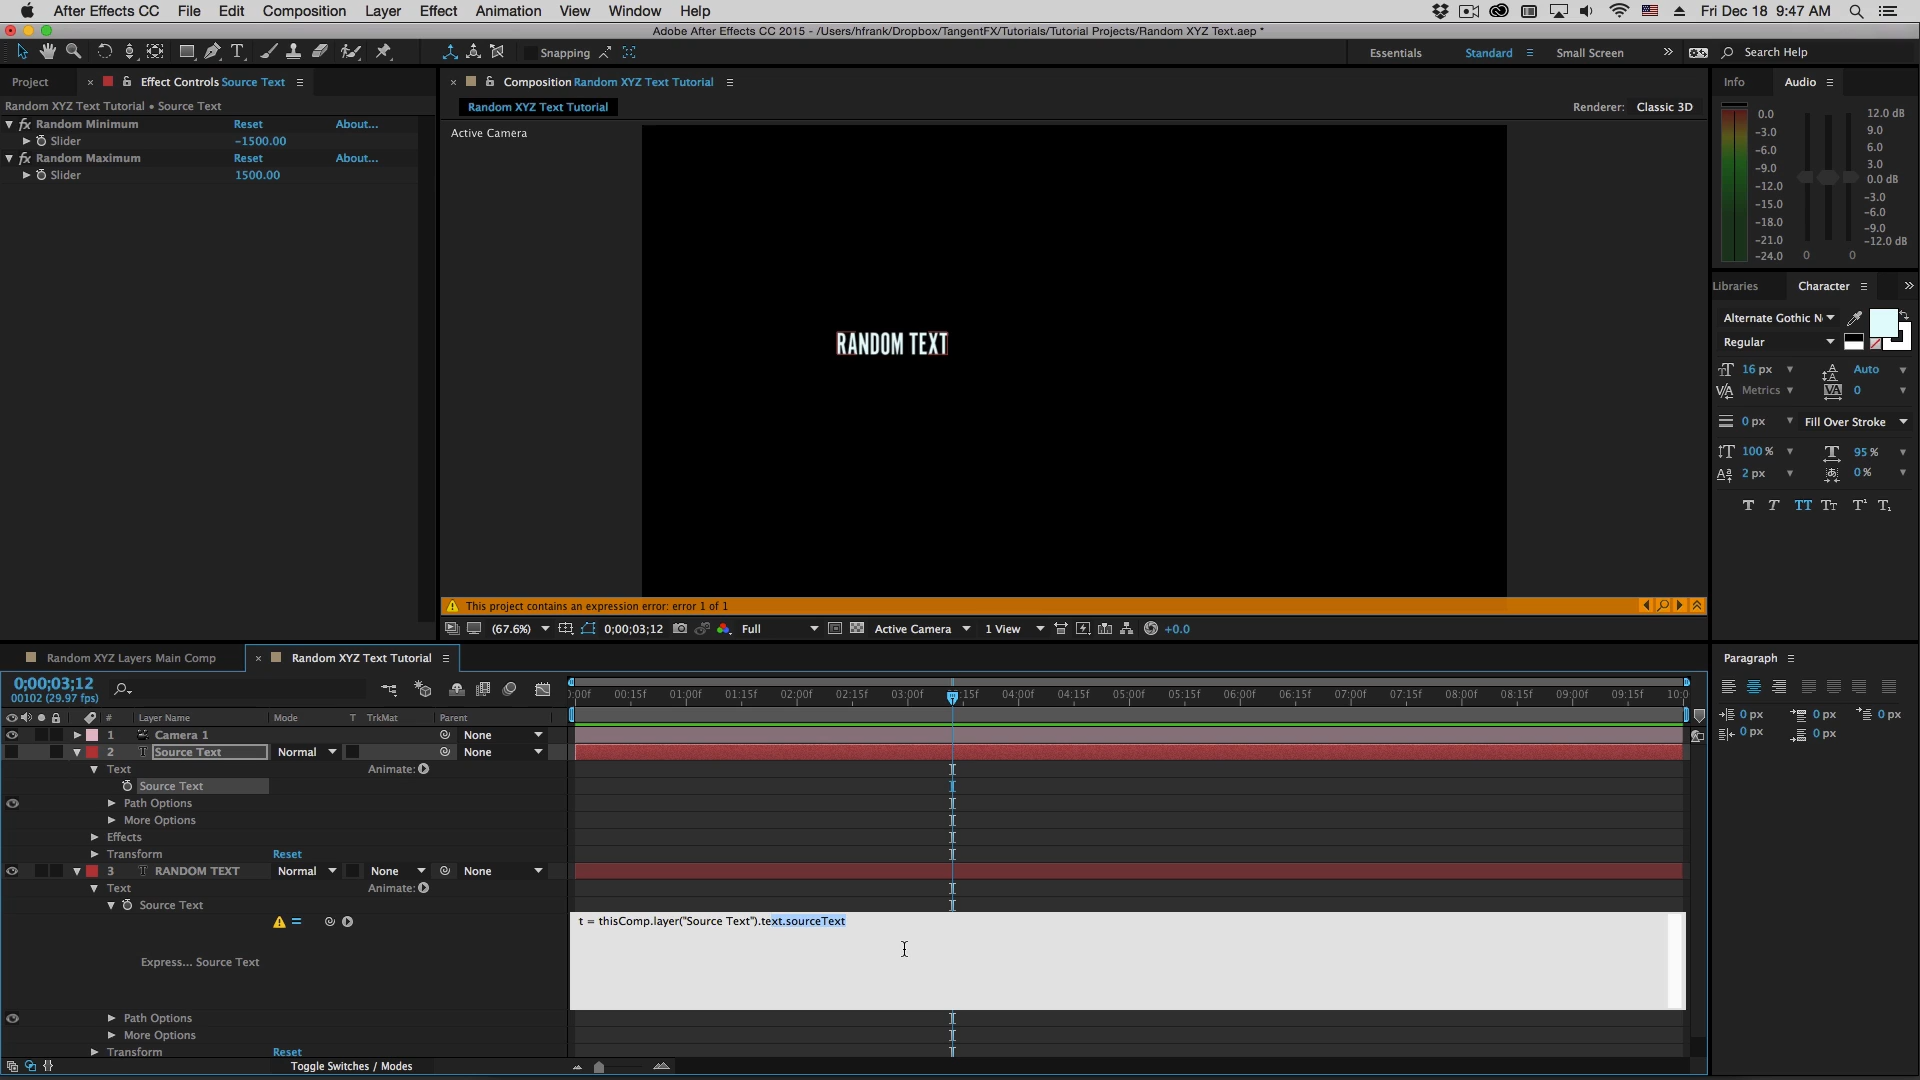 After Effects CC File Edit Composition Layer Effect Animation View Window Help Fri Dec 18 9:47 AM
Adobe After Effects CC 2015 - /Users/hfrank/Dropbox/TangentFX/Tutorials/Tutorial Projects/Random XYZ Text.aep *
Snapping Essentials Standard Small Screen Search Help
Project Effect Controls Source Text
Composition Random XYZ Text Tutorial
Info Audio
Random XYZ Text Tutorial • Source Text
Random XYZ Text Tutorial
Renderer: Classic 3D
fx Random Minimum Reset About...
Slider -1500.00
fx Random Maximum Reset About...
Slider 1500.00
Active Camera
RANDOM TEXT
0.0
-3.0
-6.0
-9.0
-12.0
-15.0
-18.0
-21.0
-24.0
0 0
12.0 dB
9.0
6.0
3.0
0.0 dB
-3.0
-6.0
-9.0
-12.0 dB
Libraries Character
Alternate Gothic N
Regular
16 px Auto
Metrics 0
0 px Fill Over Stroke
100 % 95 %
2 px 0 %
This project contains an expression error: error 1 of 1
(67.6%) 0;00;03;12 Full Active Camera 1 View +0.0
Random XYZ Layers Main Comp Random XYZ Text Tutorial
Paragraph
0 px 0 px 0 px
0 px 0 px
0;00;03;12
00102 (29.97 fps)
:00f 00:15f 01:00f 01:15f 02:00f 02:15f 03:00f :15f 04:00f 04:15f 05:00f 05:15f 06:00f 06:15f 07:00f 07:15f 08:00f 08:15f 09:00f 09:15f 10:0
# Layer Name Mode T TrkMat Parent
1 Camera 1 None
2 T Source Text Normal None
Text Animate:
Source Text
Path Options
More Options
Effects
Transform Reset
3 T RANDOM TEXT Normal None None
Text Animate:
Source Text
t = thisComp.layer("Source Text").text.sourceText
Express... Source Text
Path Options
More Options
Transform Reset
Toggle Switches / Modes